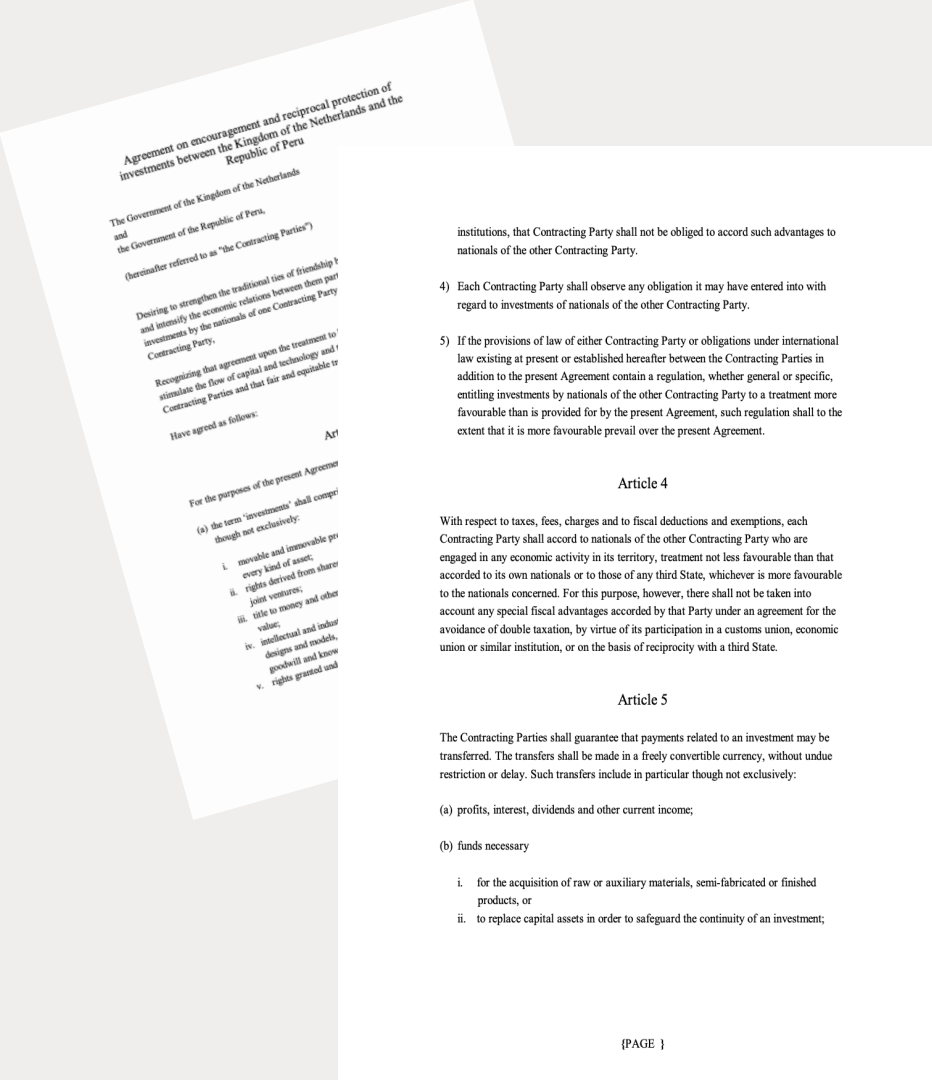 Agreement on encouragement and reciprocal protection of
investments between the Kingdom of the Netherlands and the
Republic of Peru
The Government of the Kingdom of the Netherlands
and
the Government of the Republic of Peru,
(hereinafter referred to as "the Contracting Parties")
Desiring to strengthen the traditional ties of friendship
and intensify the economic relations between them
investments by the nationals of one Contracting Party
Contracting Party,
Recognizing that agreement upon the treatment to
stimulate the flow of capital and technology and
Contracting Parties and that fair and equitable
Have agreed as follows:
For the purposes of the present
(a) the term 'investments' shall
though not exclusively:
i. movable and immovable
every kind of asset;
ii. rights derived from
joint ventures;
iii. title to money and
value;
iv. intellectual and
designs and models,
goodwill and
v. rights granted
institutions, that Contracting Party shall not be obliged to accord such advantages to
nationals of the other Contracting Party.
4) Each Contracting Party shall observe any obligation it may have entered into with
regard to investments of nationals of the other Contracting Party.
5) If the provisions of law of either Contracting Party or obligations under international
law existing at present or established hereafter between the Contracting Parties in
addition to the present Agreement contain a regulation, whether general or specific,
entitling investments by nationals of the other Contracting Party to a treatment more
favourable than is provided for by the present Agreement, such regulation shall to the
extent that it is more favourable prevail over the present Agreement.
Article 4
With respect to taxes, fees, charges and to fiscal deductions and exemptions, each
Contracting Party shall accord to nationals of the other Contracting Party who are
engaged in any economic activity in its territory, treatment not less favourable than that
accorded to its own nationals or to those of any third State, whichever is more favourable
to the nationals concerned. For this purpose, however, there shall not be taken into
account any special fiscal advantages accorded by that Party under an agreement for the
avoidance of double taxation, by virtue of its participation in a customs union, economic
union or similar institution, or on the basis of reciprocity with a third State.
Article 5
The Contracting Parties shall guarantee that payments related to an investment may be
transferred. The transfers shall be made in a freely convertible currency, without undue
restriction or delay. Such transfers include in particular though not exclusively:
(a) profits, interest, dividends and other current income;
(b) funds necessary
i. for the acquisition of raw or auxiliary materials, semi-fabricated or finished
products, or
ii. to replace capital assets in order to safeguard the continuity of an investment;
{PAGE }